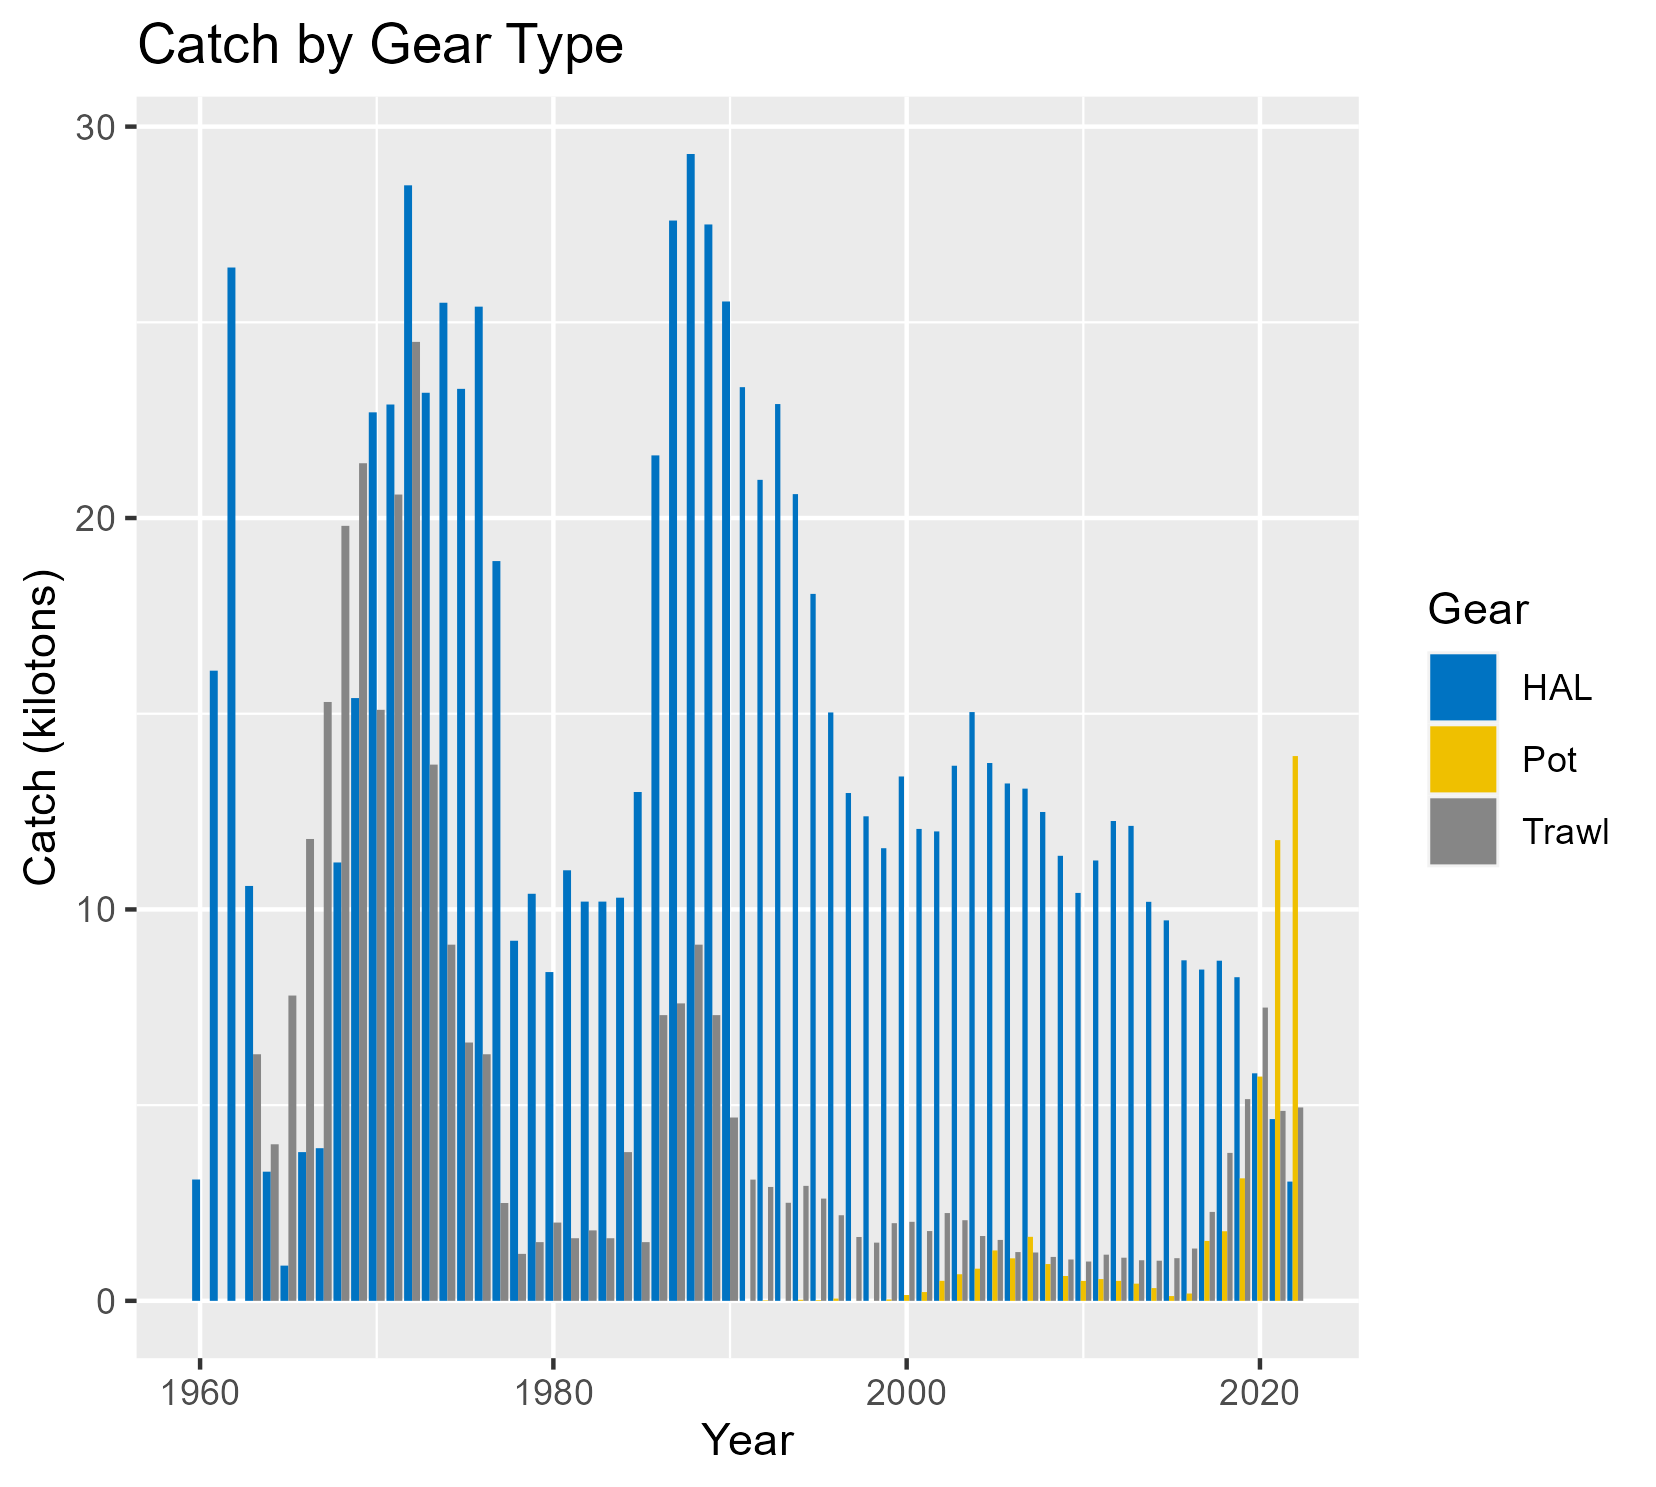 Catch by Gear Type
30
20
10
0
Catch (kilotons)
1960
1980
2000
2020
Year
Gear
HAL
Pot
Trawl